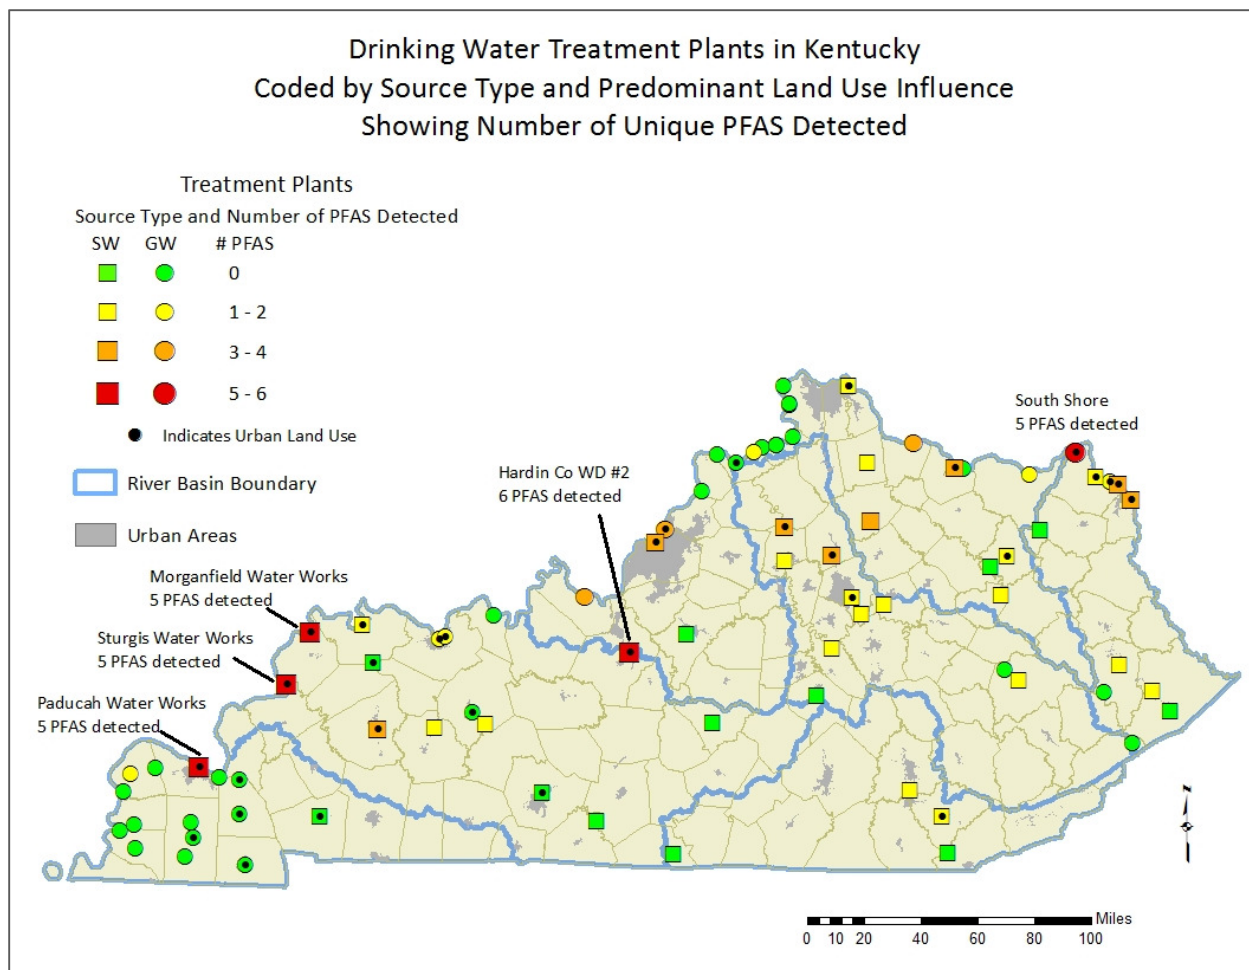 Drinking Water Treatment Plants in Kentucky
Coded by Source Type and Predominant Land Use Influence
Showing Number of Unique PFAS Detected
Treatment Plants
Source Type and Number of PFAS Detected
SW GW # PFAS
0
1 - 2
3 - 4
5 - 6
Indicates Urban Land Use
River Basin Boundary
Urban Areas
South Shore
5 PFAS detected
Hardin Co WD #2
6 PFAS detected
Morganfield Water Works
5 PFAS detected
Sturgis Water Works
5 PFAS detected
Paducah Water Works
5 PFAS detected
N
Miles
0 10 20 40 60 80 100